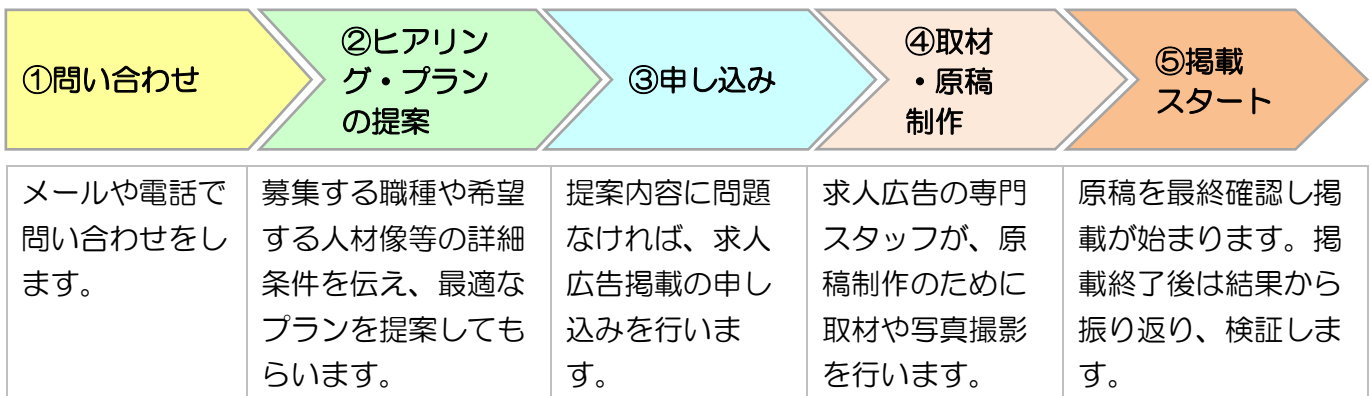 ①問い合わせ
②ヒアリン
グ・プラン
の提案
③申し込み
④取材
・原稿
制作
⑤掲載
スタート
メールや電話で
問い合わせをし
ます。
募集する職種や希望
する人材像等の詳細
条件を伝え、最適な
プランを提案しても
らいます。
提案内容に問題
なければ、求人
広告掲載の申し
込みを行いま
す。
求人広告の専門
スタッフが、原
稿制作のために
取材や写真撮影
を行います。
原稿を最終確認し掲
載が始まります。掲
載終了後は結果から
振り返り、検証しま
す。